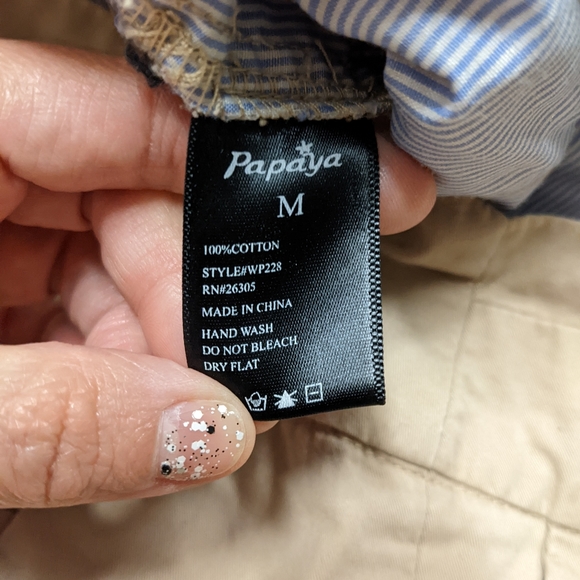 Papaya
M
100%COTTON
STYLE#WP228
RN#26305
MADE IN CHINA
HAND WASH
DO NOT BLEACH
DRY FLAT